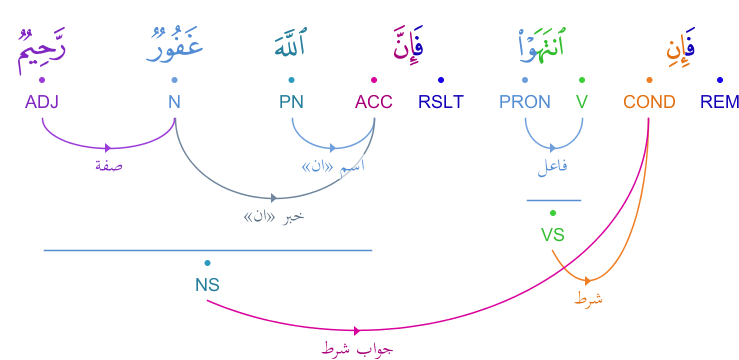 فَإِنِ ٱنتَهَوْا۟ فَإِنَّ ٱللَّهَ غَفُورٌ رَّحِيمٌ
REM COND V PRON RSLT ACC PN N ADJ
فاعل اسم «ان» صفة
خبر «ان»
VS
NS
شرط
جواب شرط